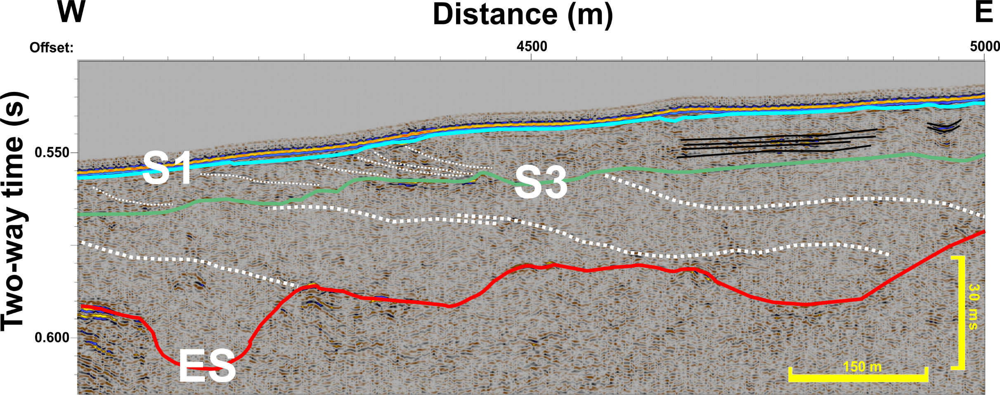 W Distance (m) E
Offset: 4500 5000
Two-way time (s)
0.550
S1
S3
30 ms
0.600
ES
150 m